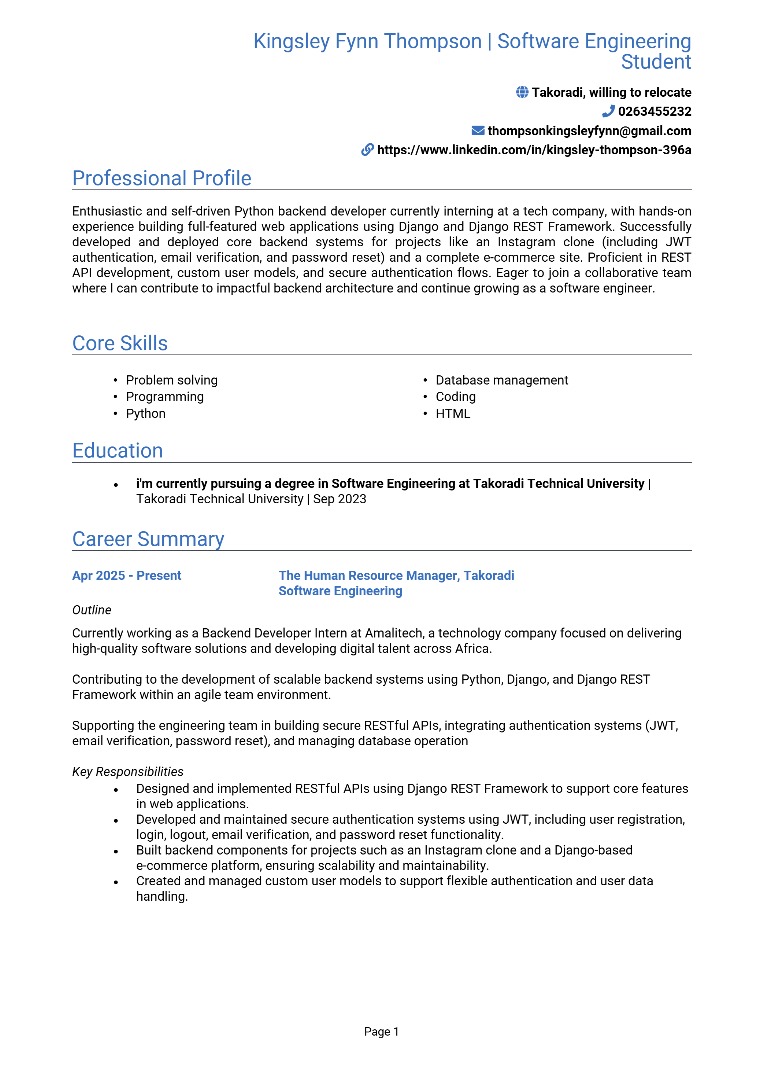 Kingsley Fynn Thompson | Software Engineering
Student
Takoradi, willing to relocate
0263455232
thompsonkingsleyfynn@gmail.com
https://www.linkedin.com/in/kingsley-thompson-396a
Professional Profile
Enthusiastic and self-driven Python backend developer currently interning at a tech company, with hands-on
experience building full-featured web applications using Django and Django REST Framework. Successfully
developed and deployed core backend systems for projects like an Instagram clone (including JWT
authentication, email verification, and password reset) and a complete e-commerce site. Proficient in REST
API development, custom user models, and secure authentication flows. Eager to join a collaborative team
where I can contribute to impactful backend architecture and continue growing as a software engineer.
Core Skills
• Problem solving
• Programming
• Python
• Database management
• Coding
• HTML
Education
• i'm currently pursuing a degree in Software Engineering at Takoradi Technical University |
Takoradi Technical University | Sep 2023
Career Summary
Apr 2025 - Present The Human Resource Manager, Takoradi
Software Engineering
Outline
Currently working as a Backend Developer Intern at Amalitech, a technology company focused on delivering
high-quality software solutions and developing digital talent across Africa.
Contributing to the development of scalable backend systems using Python, Django, and Django REST
Framework within an agile team environment.
Supporting the engineering team in building secure RESTful APIs, integrating authentication systems (JWT,
email verification, password reset), and managing database operation
Key Responsibilities
• Designed and implemented RESTful APIs using Django REST Framework to support core features
in web applications.
• Developed and maintained secure authentication systems using JWT, including user registration,
login, logout, email verification, and password reset functionality.
• Built backend components for projects such as an Instagram clone and a Django-based
e-commerce platform, ensuring scalability and maintainability.
• Created and managed custom user models to support flexible authentication and user data
handling.
Page 1